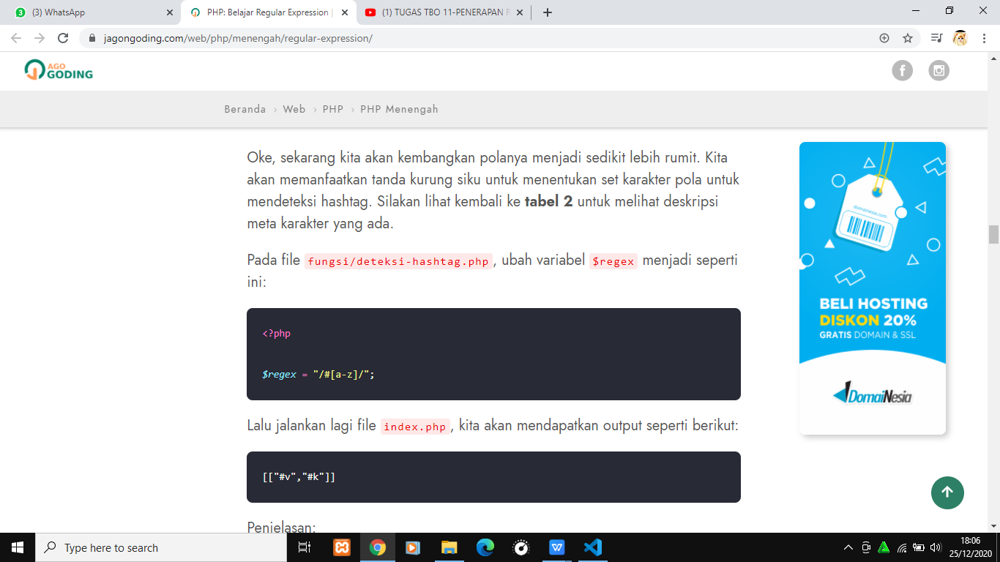 (3) WhatsApp
PHP: Belajar Regular Expression |
(1) TUGAS TBO 11-PENERAPAN R
jagongoding.com/web/php/menengah/regular-expression/
AGO
GODING
Beranda › Web › PHP › PHP Menengah
Oke, sekarang kita akan kembangkan polanya menjadi sedikit lebih rumit. Kita
akan memanfaatkan tanda kurung siku untuk menentukan set karakter pola untuk
mendeteksi hashtag. Silakan lihat kembali ke tabel 2 untuk melihat deskripsi
meta karakter yang ada.
Pada file fungsi/deteksi-hashtag.php, ubah variabel $regex menjadi seperti
ini:
<?php
$regex = "/#[a-z]/";
Lalu jalankan lagi file index.php, kita akan mendapatkan output seperti berikut:
[["#v","#k"]]
Penjelasan:
domainesia.com
BELI HOSTING
DISKON 20%
GRATIS DOMAIN & SSL
DomaiNesia
Type here to search
18:06
25/12/2020